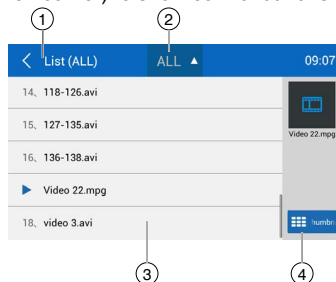 1 2
List (ALL) ALL ▲ 09:07
14、 118-126.avi
15、 127-135.avi
Video 22.mpg
16、 136-138.avi
Video 22.mpg
18、 video 3.avi
3 4